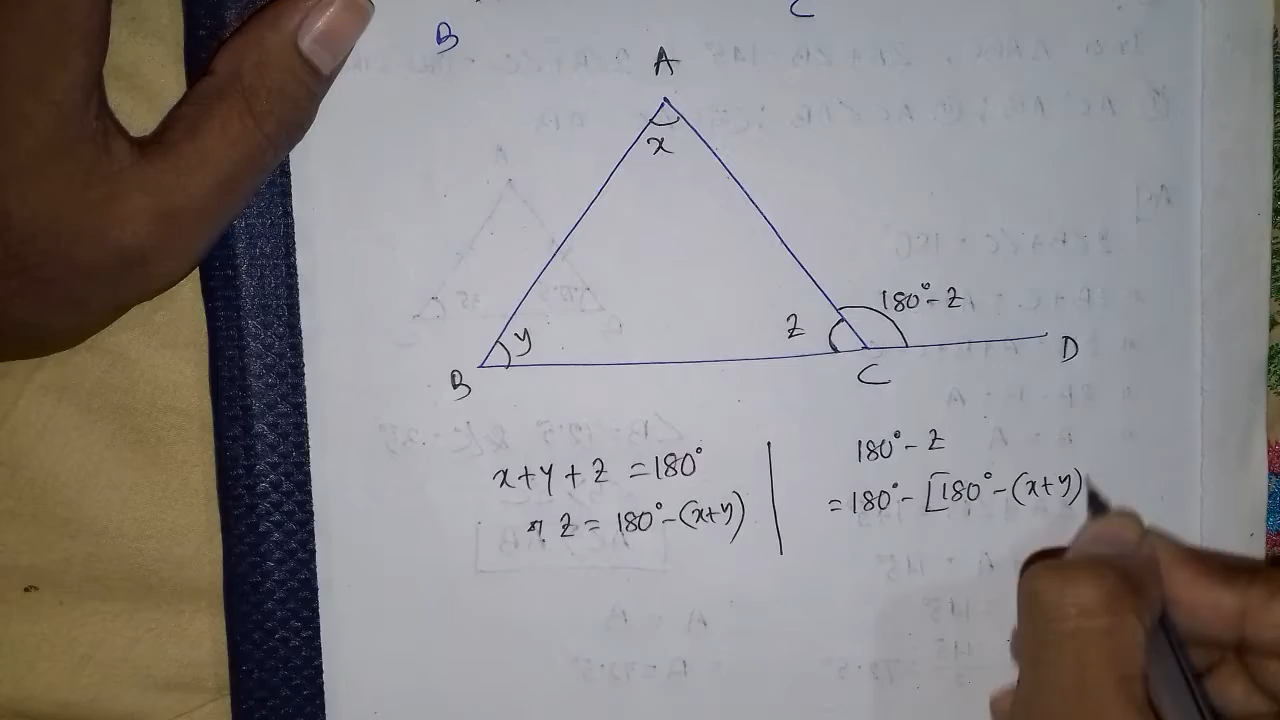 B
C
A
x
180° - z
y
z
B
C
D
x + y + z = 180°
z = 180° - (x+y)
180° - z
= 180° - [180° - (x+y)